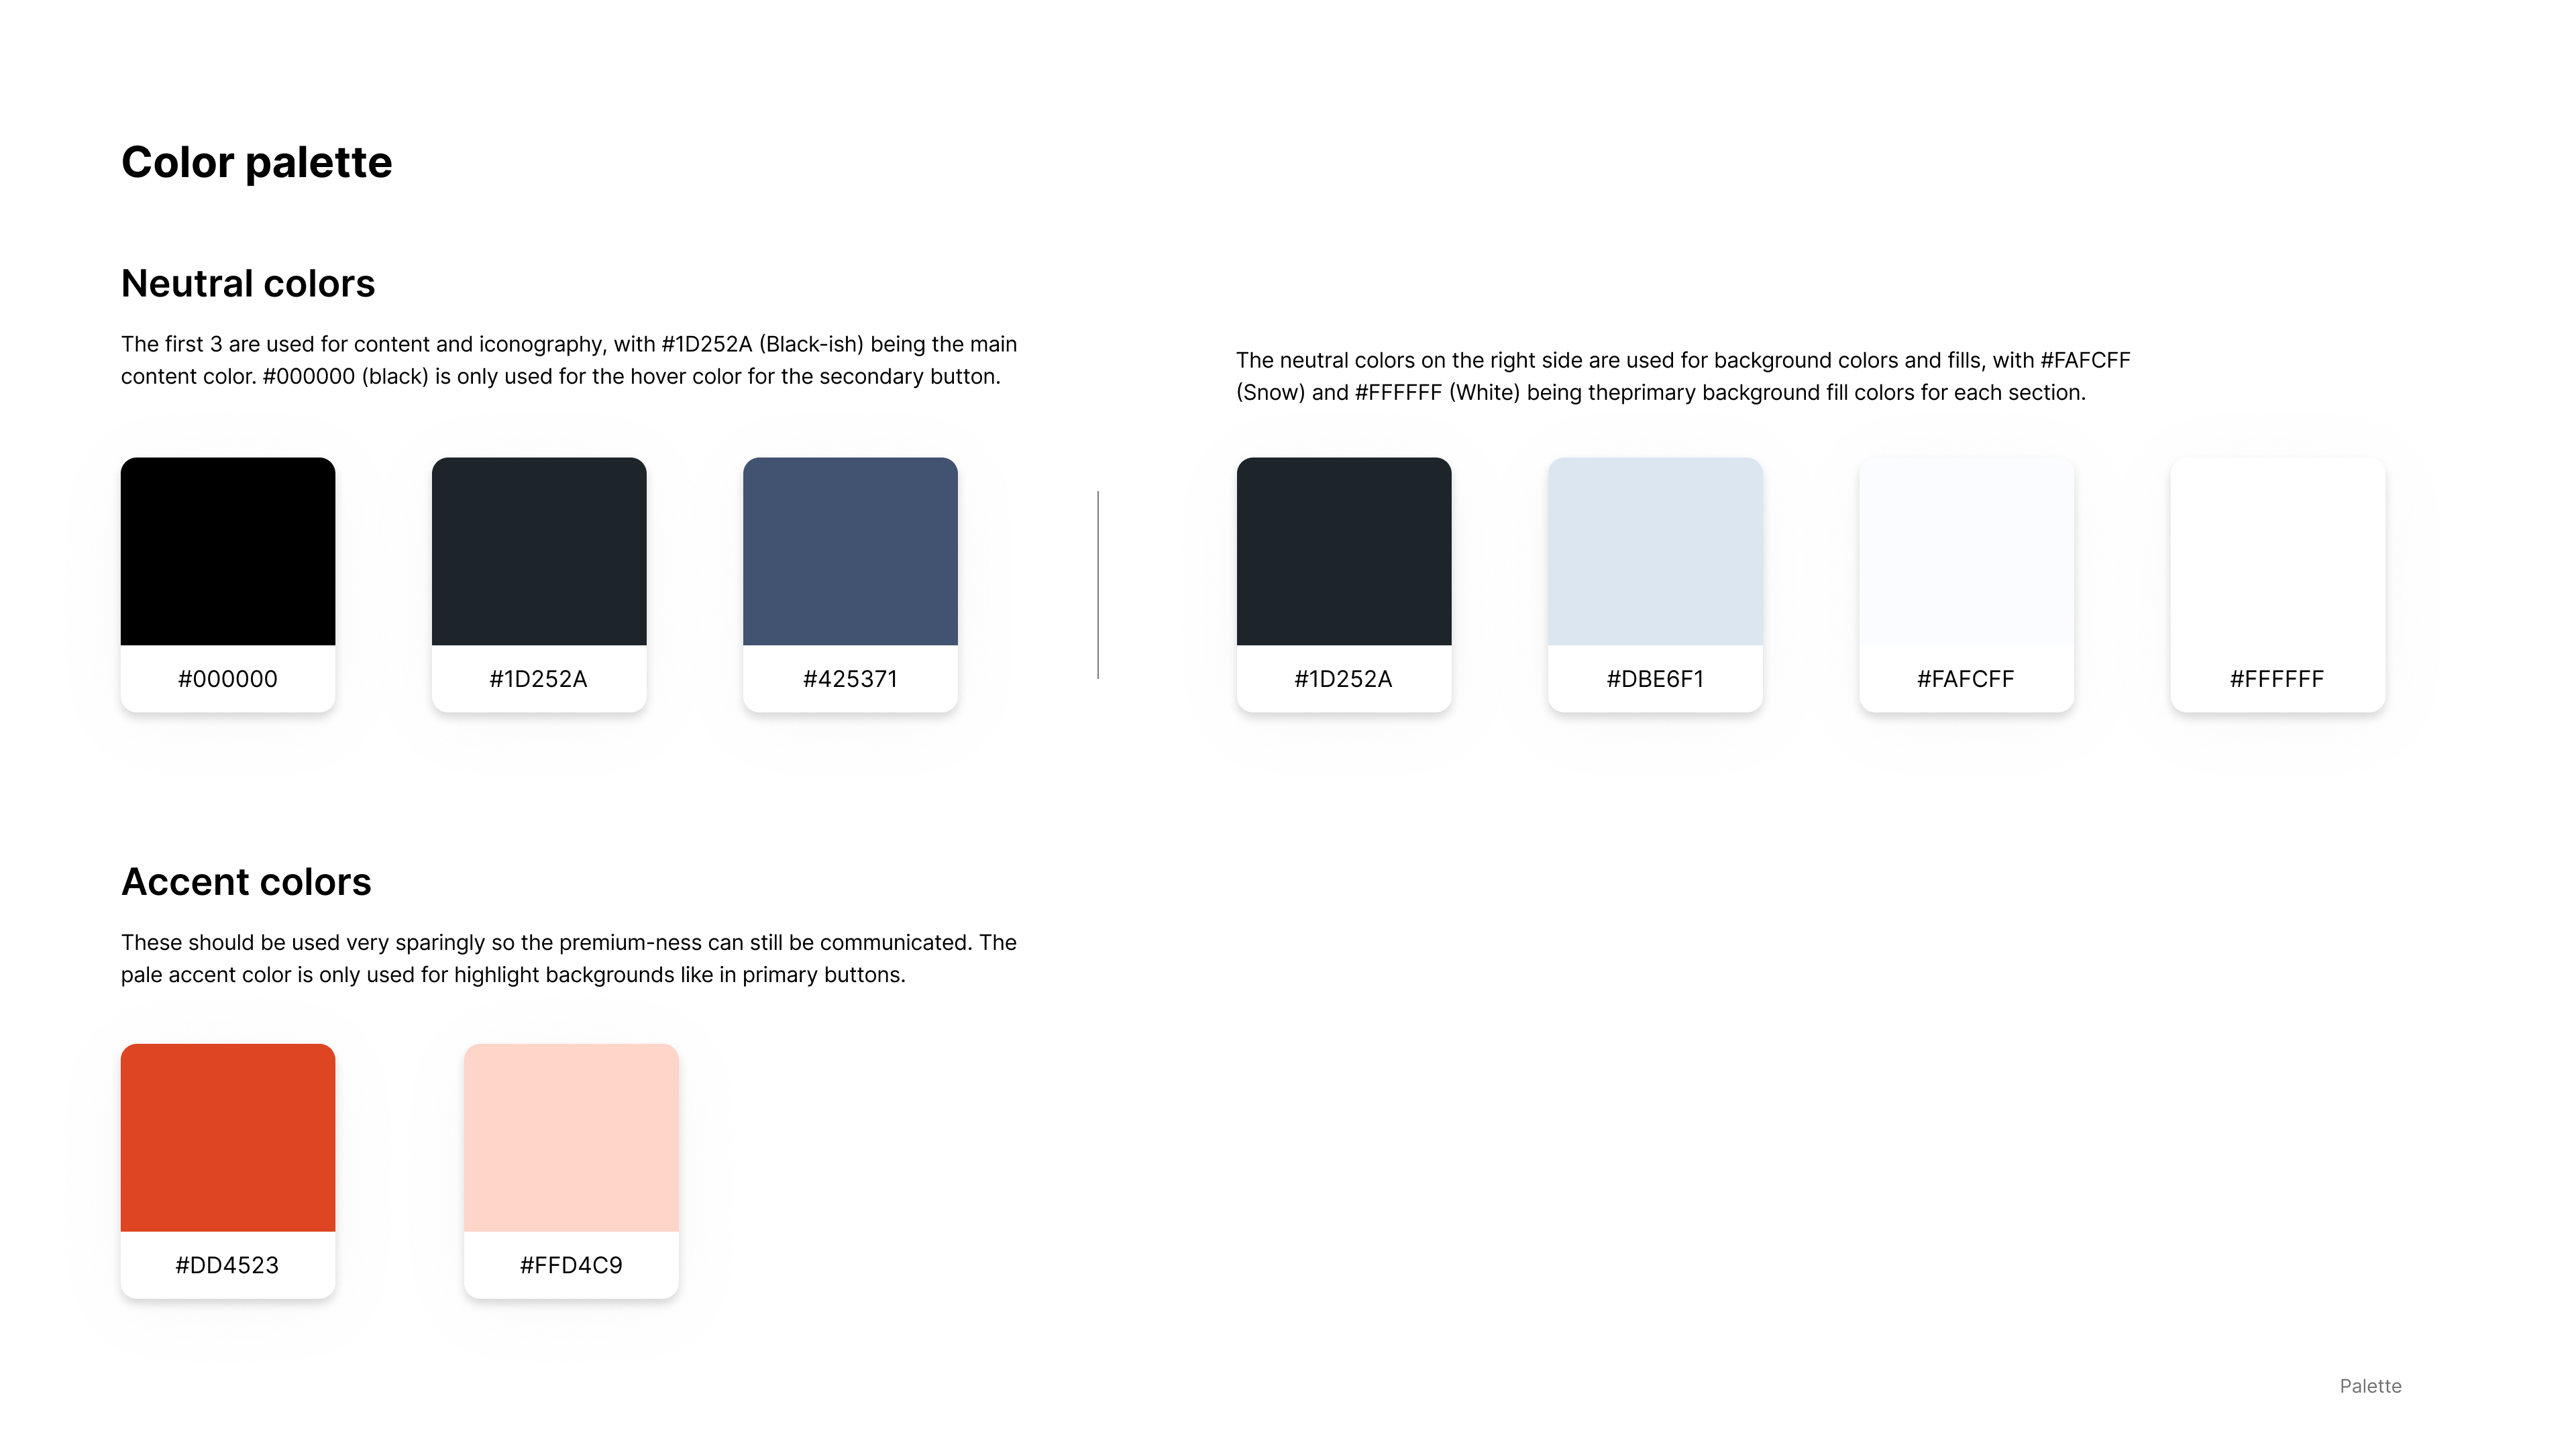 Color palette
Neutral colors
The first 3 are used for content and iconography, with #1D252A (Black-ish) being the main
content color. #000000 (black) is only used for the hover color for the secondary button.
The neutral colors on the right side are used for background colors and fills, with #FAFCFF
(Snow) and #FFFFFF (White) being theprimary background fill colors for each section.
#000000
#1D252A
#425371
#1D252A
#DBE6F1
#FAFCFF
#FFFFFF
Accent colors
These should be used very sparingly so the premium-ness can still be communicated. The
pale accent color is only used for highlight backgrounds like in primary buttons.
#DD4523
#FFD4C9
Palette